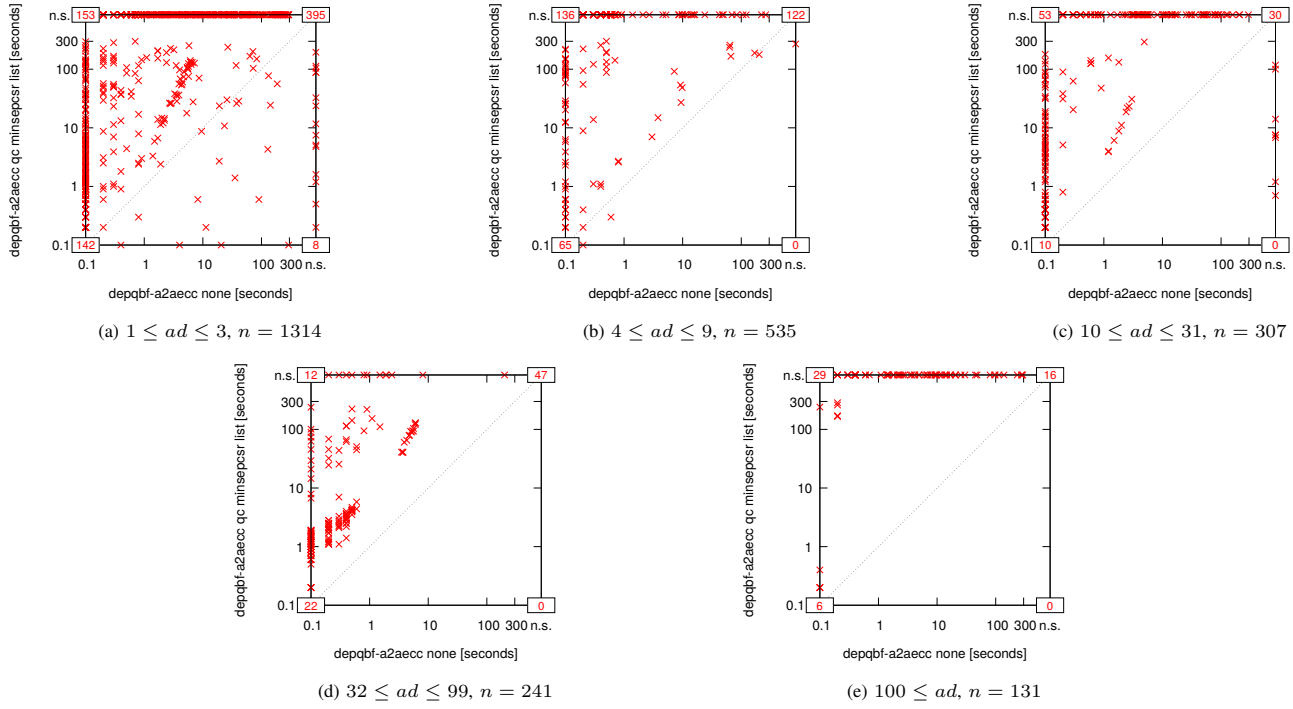 depqbf-a2aecc qc minsepcsr list [seconds]
n.s.
300
100
10
1
0.1
153
395
142
8
0.1 1 10 100 300 n.s.
depqbf-a2aecc none [seconds]
(a) 1 ≤ ad ≤ 3, n = 1314
depqbf-a2aecc qc minsepcsr list [seconds]
n.s.
300
100
10
1
0.1
136
122
65
0
0.1 1 10 100 300 n.s.
depqbf-a2aecc none [seconds]
(b) 4 ≤ ad ≤ 9, n = 535
depqbf-a2aecc qc minsepcsr list [seconds]
n.s.
300
100
10
1
0.1
53
30
10
0
0.1 1 10 100 300 n.s.
depqbf-a2aecc none [seconds]
(c) 10 ≤ ad ≤ 31, n = 307
depqbf-a2aecc qc minsepcsr list [seconds]
n.s.
300
100
10
1
0.1
12
47
22
0
0.1 1 10 100 300 n.s.
depqbf-a2aecc none [seconds]
(d) 32 ≤ ad ≤ 99, n = 241
depqbf-a2aecc qc minsepcsr list [seconds]
n.s.
300
100
10
1
0.1
29
16
6
0
0.1 1 10 100 300 n.s.
depqbf-a2aecc none [seconds]
(e) 100 ≤ ad, n = 131